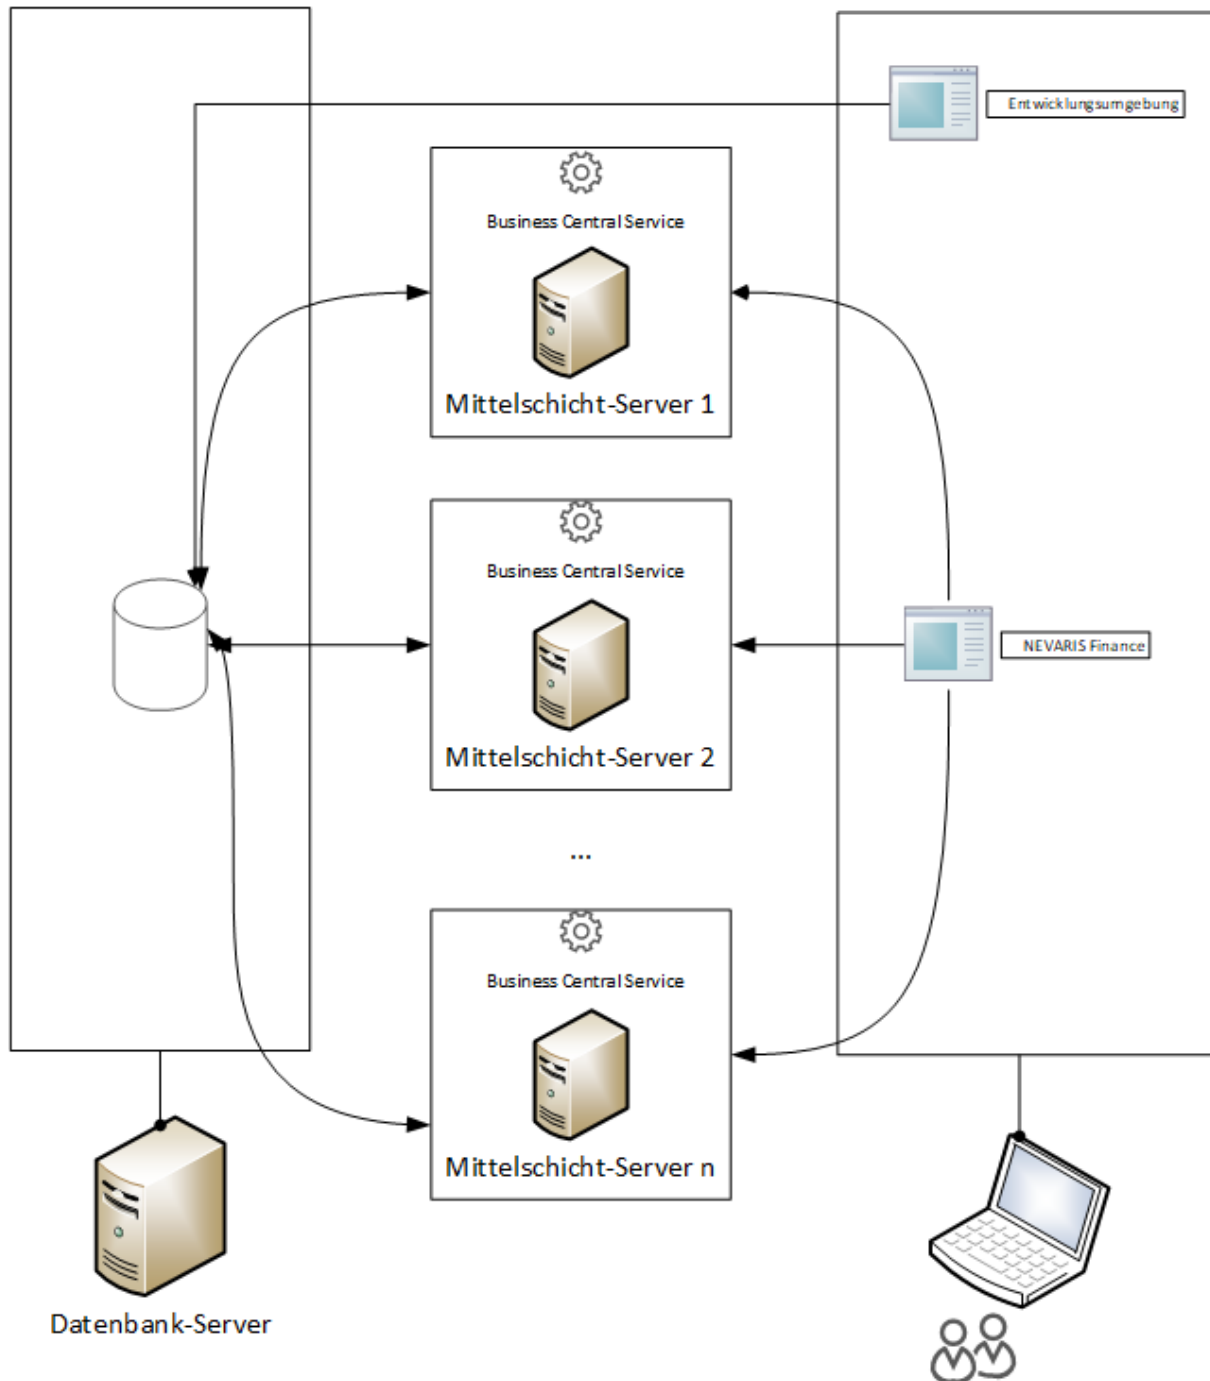 Entwicklungsumgebung
Business Central Service
Mittelschicht-Server 1
Business Central Service
NEVARIS Finance
Mittelschicht-Server 2
...
Business Central Service
Mittelschicht-Server n
Datenbank-Server